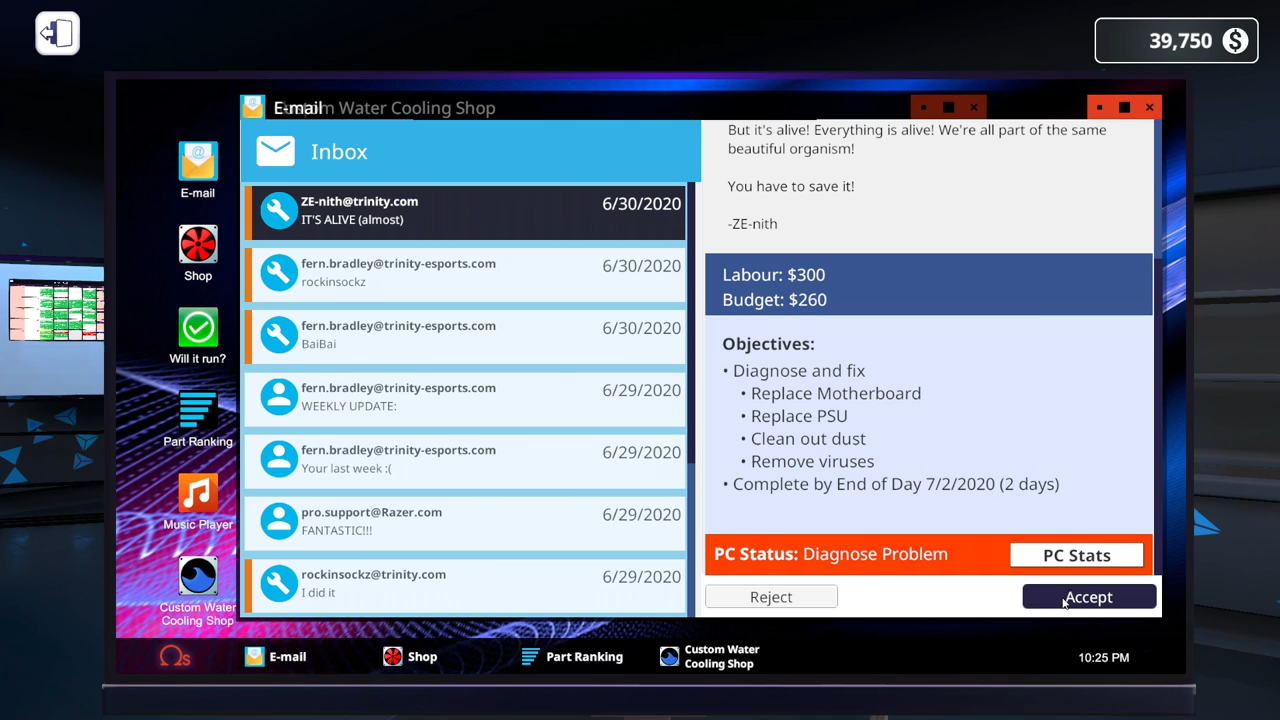 39,750 $
E-mail
Custom Water Cooling Shop
Inbox
ZE-nith@trinity.com 6/30/2020
IT'S ALIVE (almost)
fern.bradley@trinity-esports.com 6/30/2020
rockinsockz
fern.bradley@trinity-esports.com 6/30/2020
BaiBai
fern.bradley@trinity-esports.com 6/29/2020
WEEKLY UPDATE:
fern.bradley@trinity-esports.com 6/29/2020
Your last week :(
pro.support@Razer.com 6/29/2020
FANTASTIC!!!
rockinsockz@trinity.com 6/29/2020
I did it
But it's alive! Everything is alive! We're all part of the same
beautiful organism!
You have to save it!
-ZE-nith
Labour: $300
Budget: $260
Objectives:
• Diagnose and fix
• Replace Motherboard
• Replace PSU
• Clean out dust
• Remove viruses
• Complete by End of Day 7/2/2020 (2 days)
PC Status: Diagnose Problem
PC Stats
Reject
Accept
E-mail
Shop
Will it run?
Part Ranking
Music Player
Custom Water
Cooling Shop
Ωs
E-mail
Shop
Part Ranking
Custom Water
Cooling Shop
10:25 PM